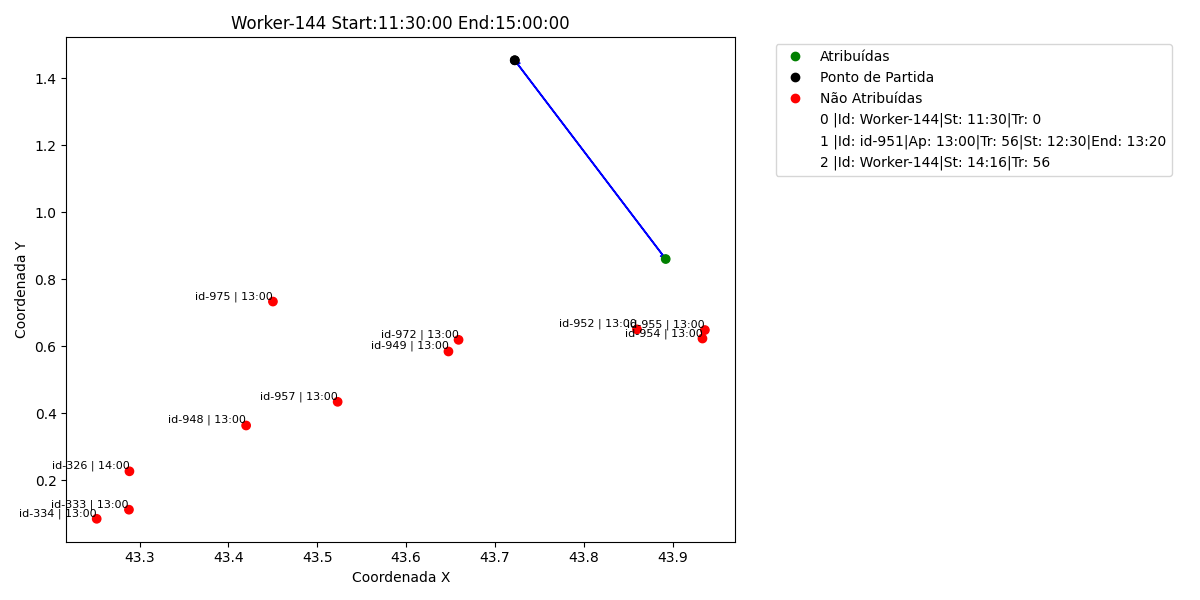 Worker-144 Start:11:30:00 End:15:00:00
Coordenada Y
1.4
1.2
1.0
0.8
0.6
0.4
0.2
id-975 | 13:00
id-972 | 13:00
id-949 | 13:00
id-952 | 13:00
id-955 | 13:00
id-954 | 13:00
id-957 | 13:00
id-948 | 13:00
id-326 | 14:00
id-333 | 13:00
id-334 | 13:00
43.3 43.4 43.5 43.6 43.7 43.8 43.9
Coordenada X
Atribuídas
Ponto de Partida
Não Atribuídas
0 |Id: Worker-144|St: 11:30|Tr: 0
1 |Id: id-951|Ap: 13:00|Tr: 56|St: 12:30|End: 13:20
2 |Id: Worker-144|St: 14:16|Tr: 56